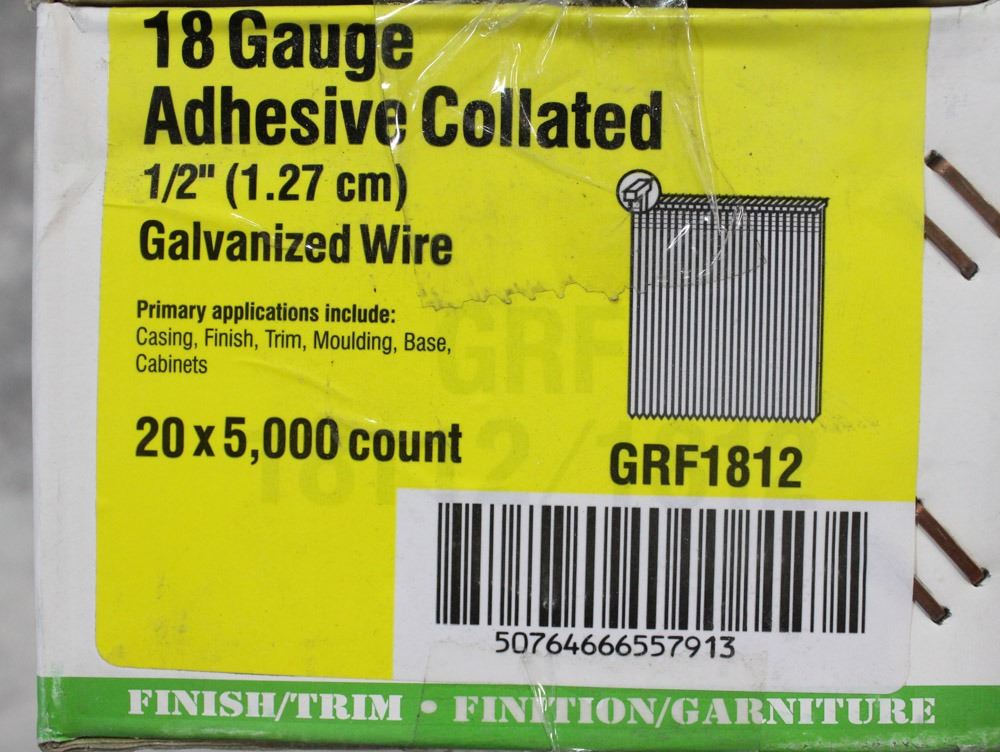 18 Gauge
Adhesive Collated
1/2" (1.27 cm)
Galvanized Wire
Primary applications include:
Casing, Finish, Trim, Moulding, Base,
Cabinets
GRF
20 x 5,000 count
GRF1812
50764666557913
FINISH/TRIM • FINITION/GARNITURE